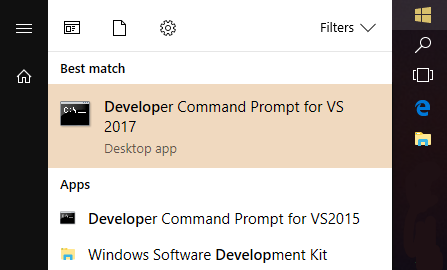 Filters
Best match
Developer Command Prompt for VS
2017
Desktop app
Apps
Developer Command Prompt for VS2015
Windows Software Development Kit